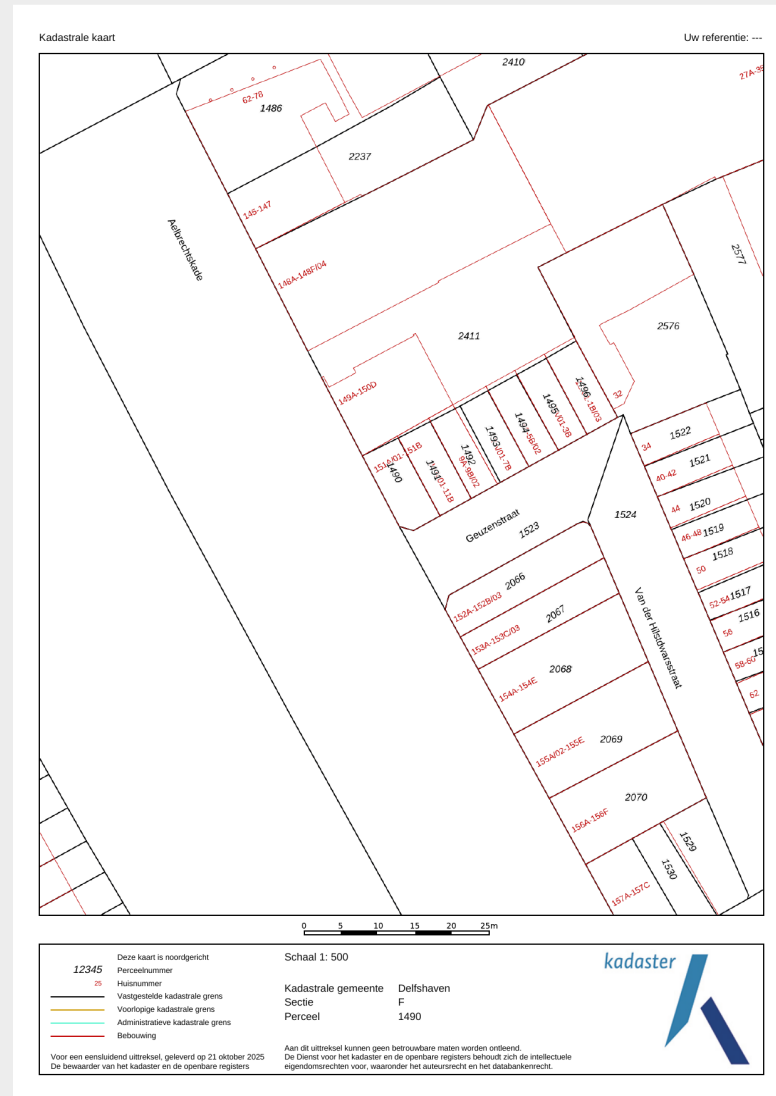 Kadastrale kaart
Uw referentie: ---
2410
62-78
1486
2237
145-147
Aelbrechtskade
148A-148F/04
2577
2576
2411
149A-150D
1496
32
1495
1494
1493
1492
1491
151A/01-151B
1490
34
1522
1521
40-42
1520
44
46-48
1519
1518
50
1524
Geuzenstraat
1523
52-54
1517
1516
56
58-60
62
2066
152A-152B/03
2067
153A-153C/03
Van der Hilstdwarsstraat
2068
154A-154E
2069
155A/02-155E
2070
156A-156F
1529
1530
157A-157C
0 5 10 15 20 25m
Deze kaart is noordgericht
12345 Perceelnummer
25 Huisnummer
Vastgestelde kadastrale grens
Voorlopige kadastrale grens
Administratieve kadastrale grens
Bebouwing
Voor een eensluidend uittreksel, geleverd op 21 oktober 2025
De bewaarder van het kadaster en de openbare registers
Schaal 1: 500
Kadastrale gemeente Delfshaven
Sectie F
Perceel 1490
Aan dit uittreksel kunnen geen betrouwbare maten worden ontleend.
De Dienst voor het kadaster en de openbare registers behoudt zich de intellectuele
eigendomsrechten voor, waaronder het auteursrecht en het databankenrecht.
kadaster